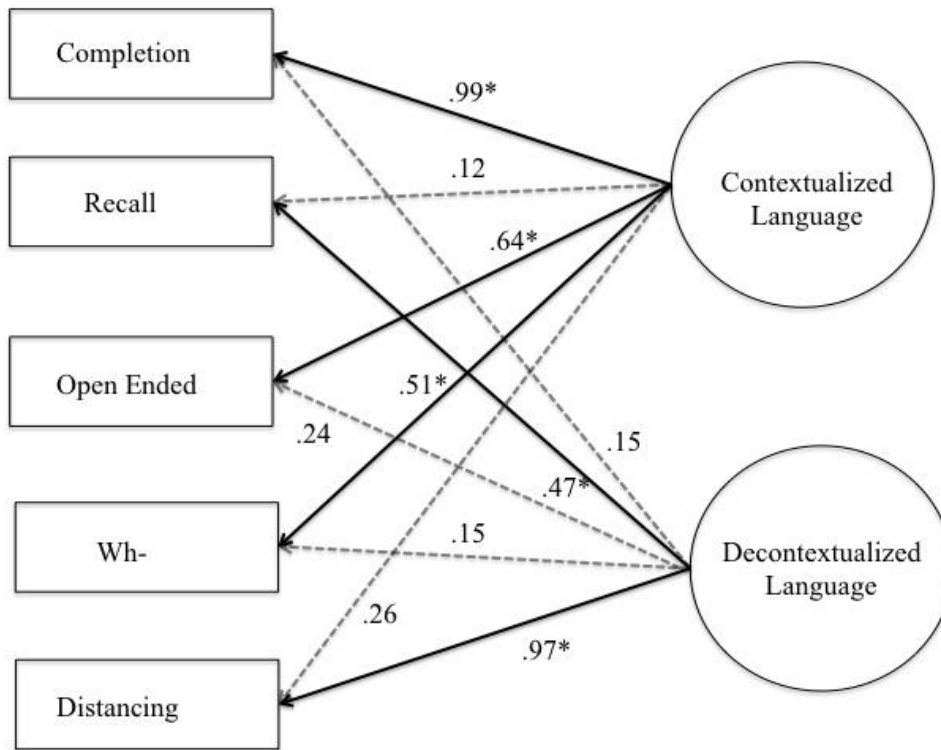 Completion
.99*
Recall
.12
Contextualized
Language
.64*
Open Ended
.51*
.24
.15
.47*
Wh-
.15
Decontextualized
Language
.26
.97*
Distancing